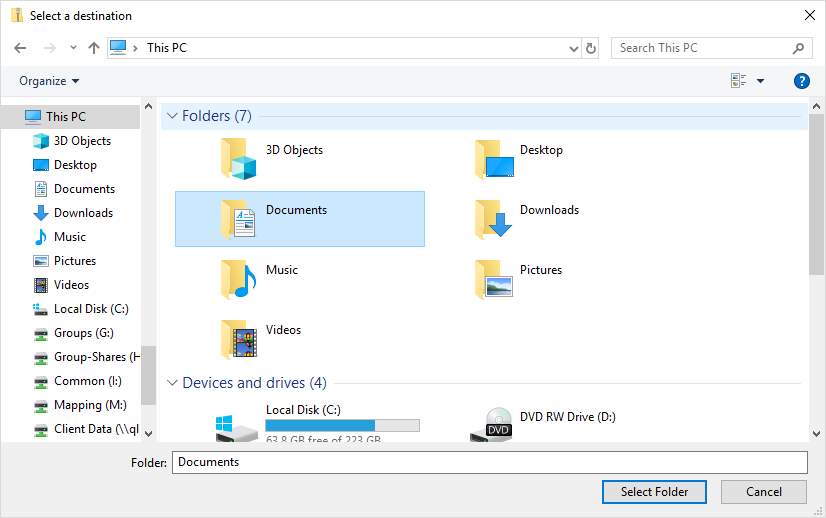 Select a destination
This PC
Search This PC
Organize
This PC
3D Objects
Desktop
Documents
Downloads
Music
Pictures
Videos
Local Disk (C:)
Groups (G:)
Group-Shares (H
Common (I:)
Mapping (M:)
Client Data (\\ql
Folders (7)
3D Objects
Desktop
Documents
Downloads
Music
Pictures
Videos
Devices and drives (4)
Local Disk (C:)
63.8 GB free of 223 GB
DVD RW Drive (D:)
DVD
Folder:
Documents
Select Folder
Cancel